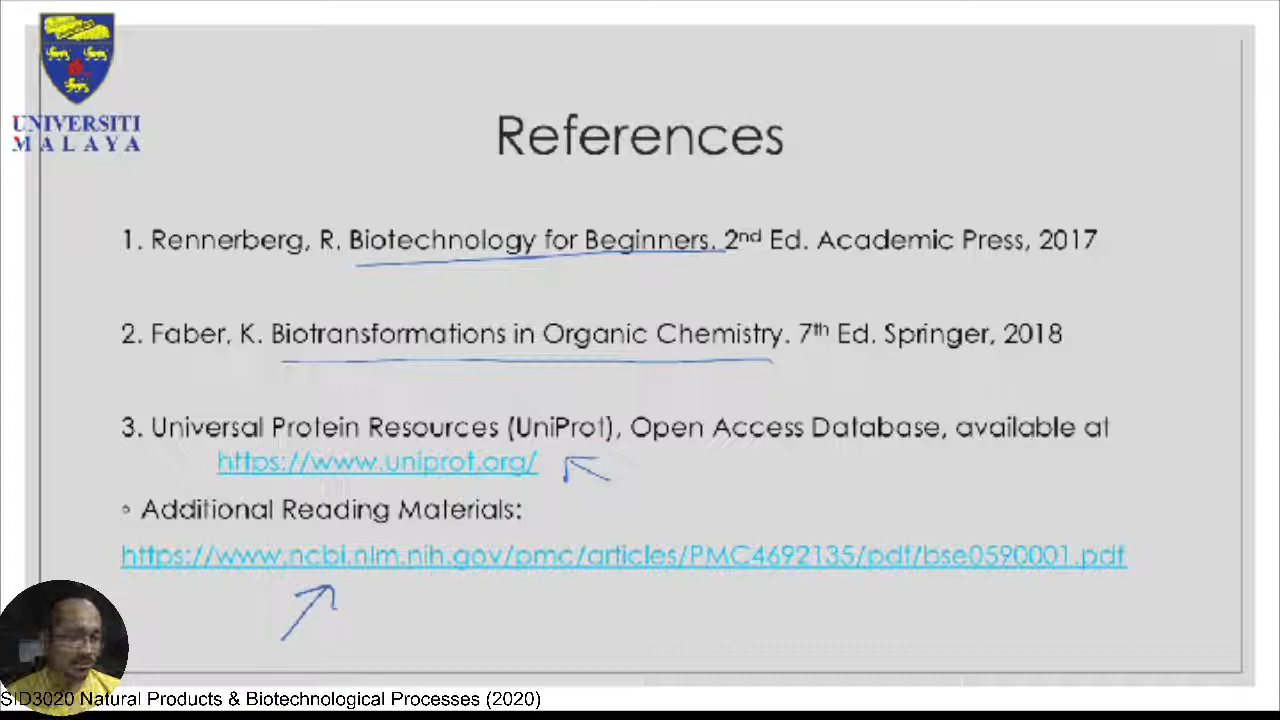 UNIVERSITI
MALAYA
References
1. Rennerberg, R. Biotechnology for Beginners. 2nd Ed. Academic Press, 2017
2. Faber, K. Biotransformations in Organic Chemistry. 7th Ed. Springer, 2018
3. Universal Protein Resources (UniProt), Open Access Database, available at
https://www.uniprot.org/
◦ Additional Reading Materials:
https://www.ncbi.nlm.nih.gov/pmc/articles/PMC4692135/pdf/bse0590001.pdf
SID3020 Natural Products & Biotechnological Processes (2020)